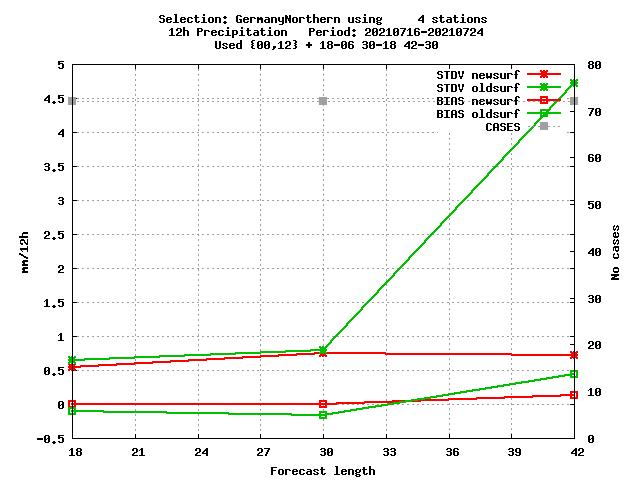 Selection: GermanyNorthern using     4 stations
12h Precipitation   Period: 20210716-20210724
Used {00,12} + 18-06 30-18 42-30
STDV newsurf
STDV oldsurf
BIAS newsurf
BIAS oldsurf
CASES
5
4.5
4
3.5
3
2.5
2
1.5
1
0.5
0
-0.5
mm/12h
80
70
60
50
40
30
20
10
0
No cases
18 21 24 27 30 33 36 39 42
Forecast length